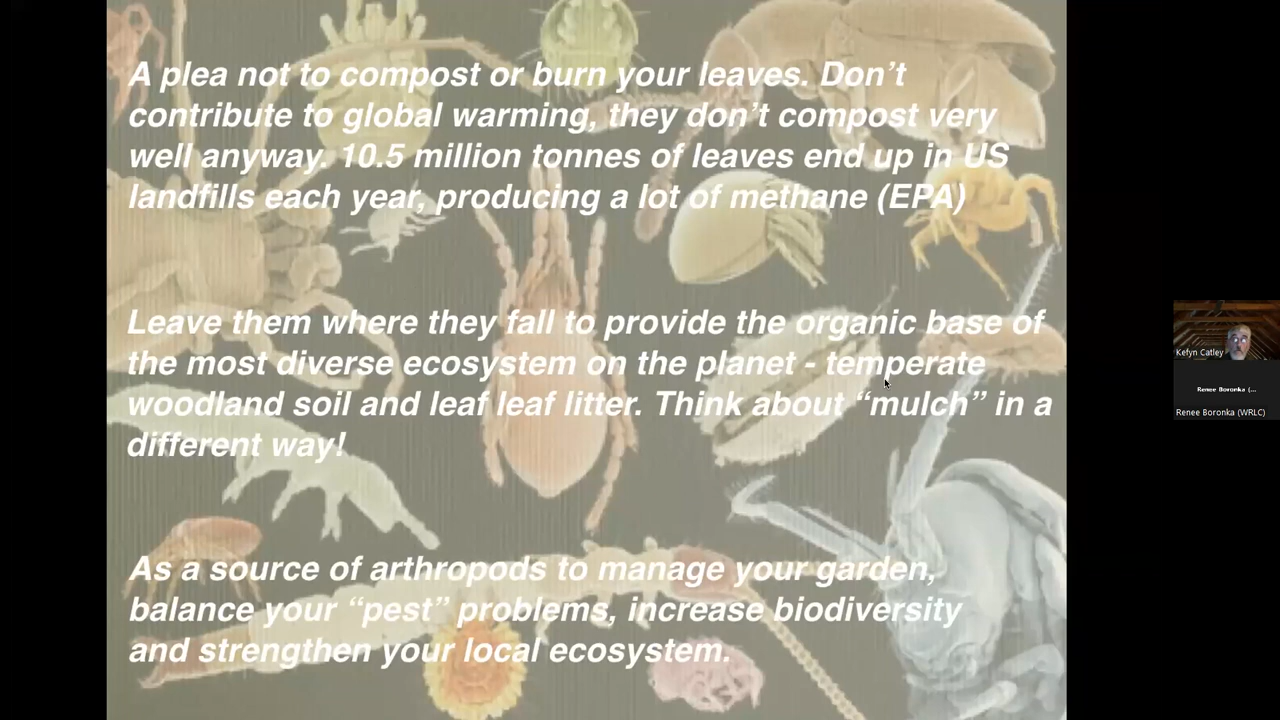 A plea not to compost or burn your leaves. Don't
contribute to global warming, they don't compost very
well anyway. 10.5 million tonnes of leaves end up in US
landfills each year, producing a lot of methane (EPA)
Leave them where they fall to provide the organic base of
the most diverse ecosystem on the planet - temperate
woodland soil and leaf leaf litter. Think about “mulch” in a
different way!
As a source of arthropods to manage your garden,
balance your “pest” problems, increase biodiversity
and strengthen your local ecosystem.
Kefyn Catley
Renee Boronka (...
Renee Boronka (WRLC)